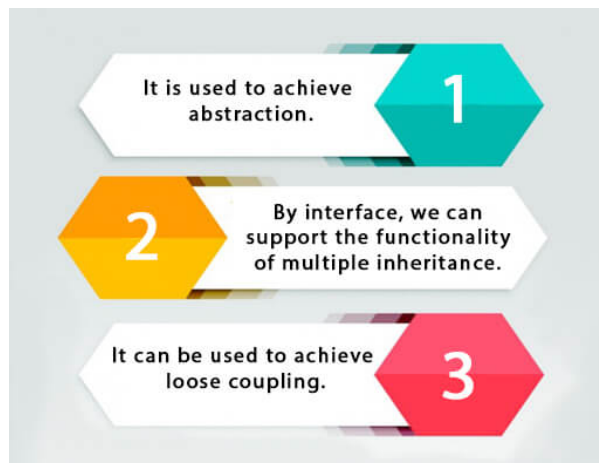 It is used to achieve
abstraction.
1
2
By interface, we can
support the functionality
of multiple inheritance.
It can be used to achieve
loose coupling.
3